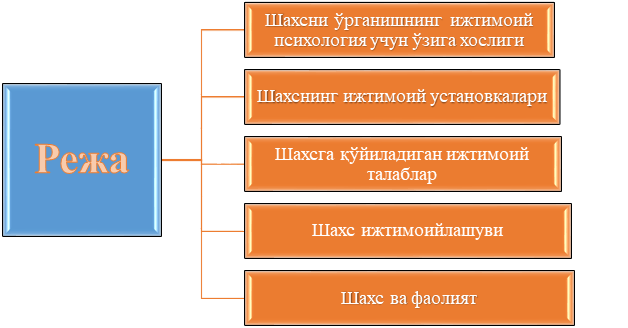 Режа
Шахсни ўрганишнинг ижтимоий
психология учун ўзига хослиги
Шахснинг ижтимоий установкалари
Шахсга қўйиладиган ижтимоий
талаблар
Шахс ижтимоийлашуви
Шахс ва фаолият